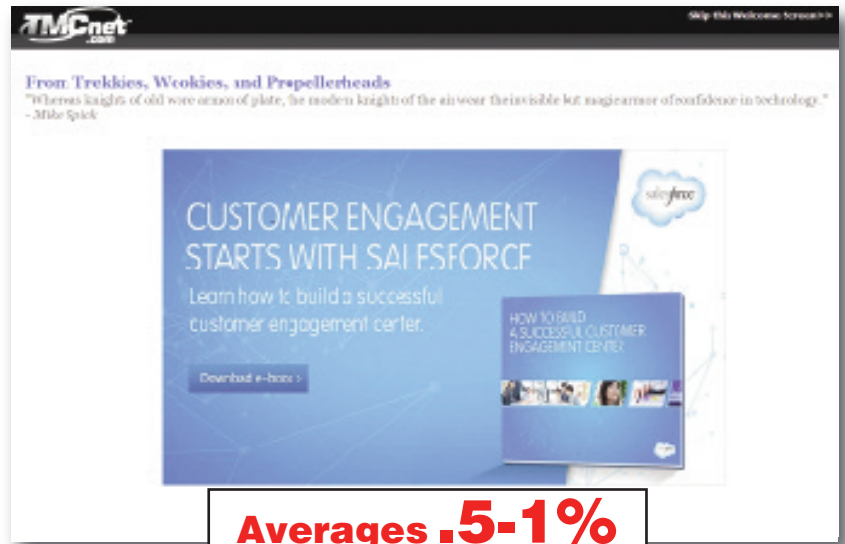 TMCnet
.com
Skip this Welcome Screen>>
From Trekkies, Wookies, and Propellerheads
"Whereas knights of old wore armor of plate, the modern knights of the air wear the invisible but magic armor of confidence in technology."
- Mike Spick
salesforce
CUSTOMER ENGAGEMENT
STARTS WITH SALESFORCE
Learn how to build a successful
customer engagement center.
Download e-book >
HOW TO BUILD
A SUCCESSFUL CUSTOMER
ENGAGEMENT CENTER
Averages .5-1%